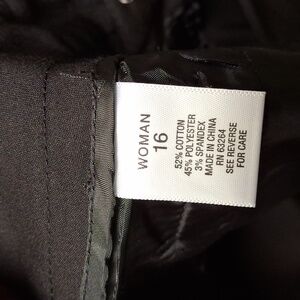 WOMAN
16
52% COTTON
45% POLYESTER
3% SPANDEX
MADE IN CHINA
RN 63264
SEE REVERSE
FOR CARE